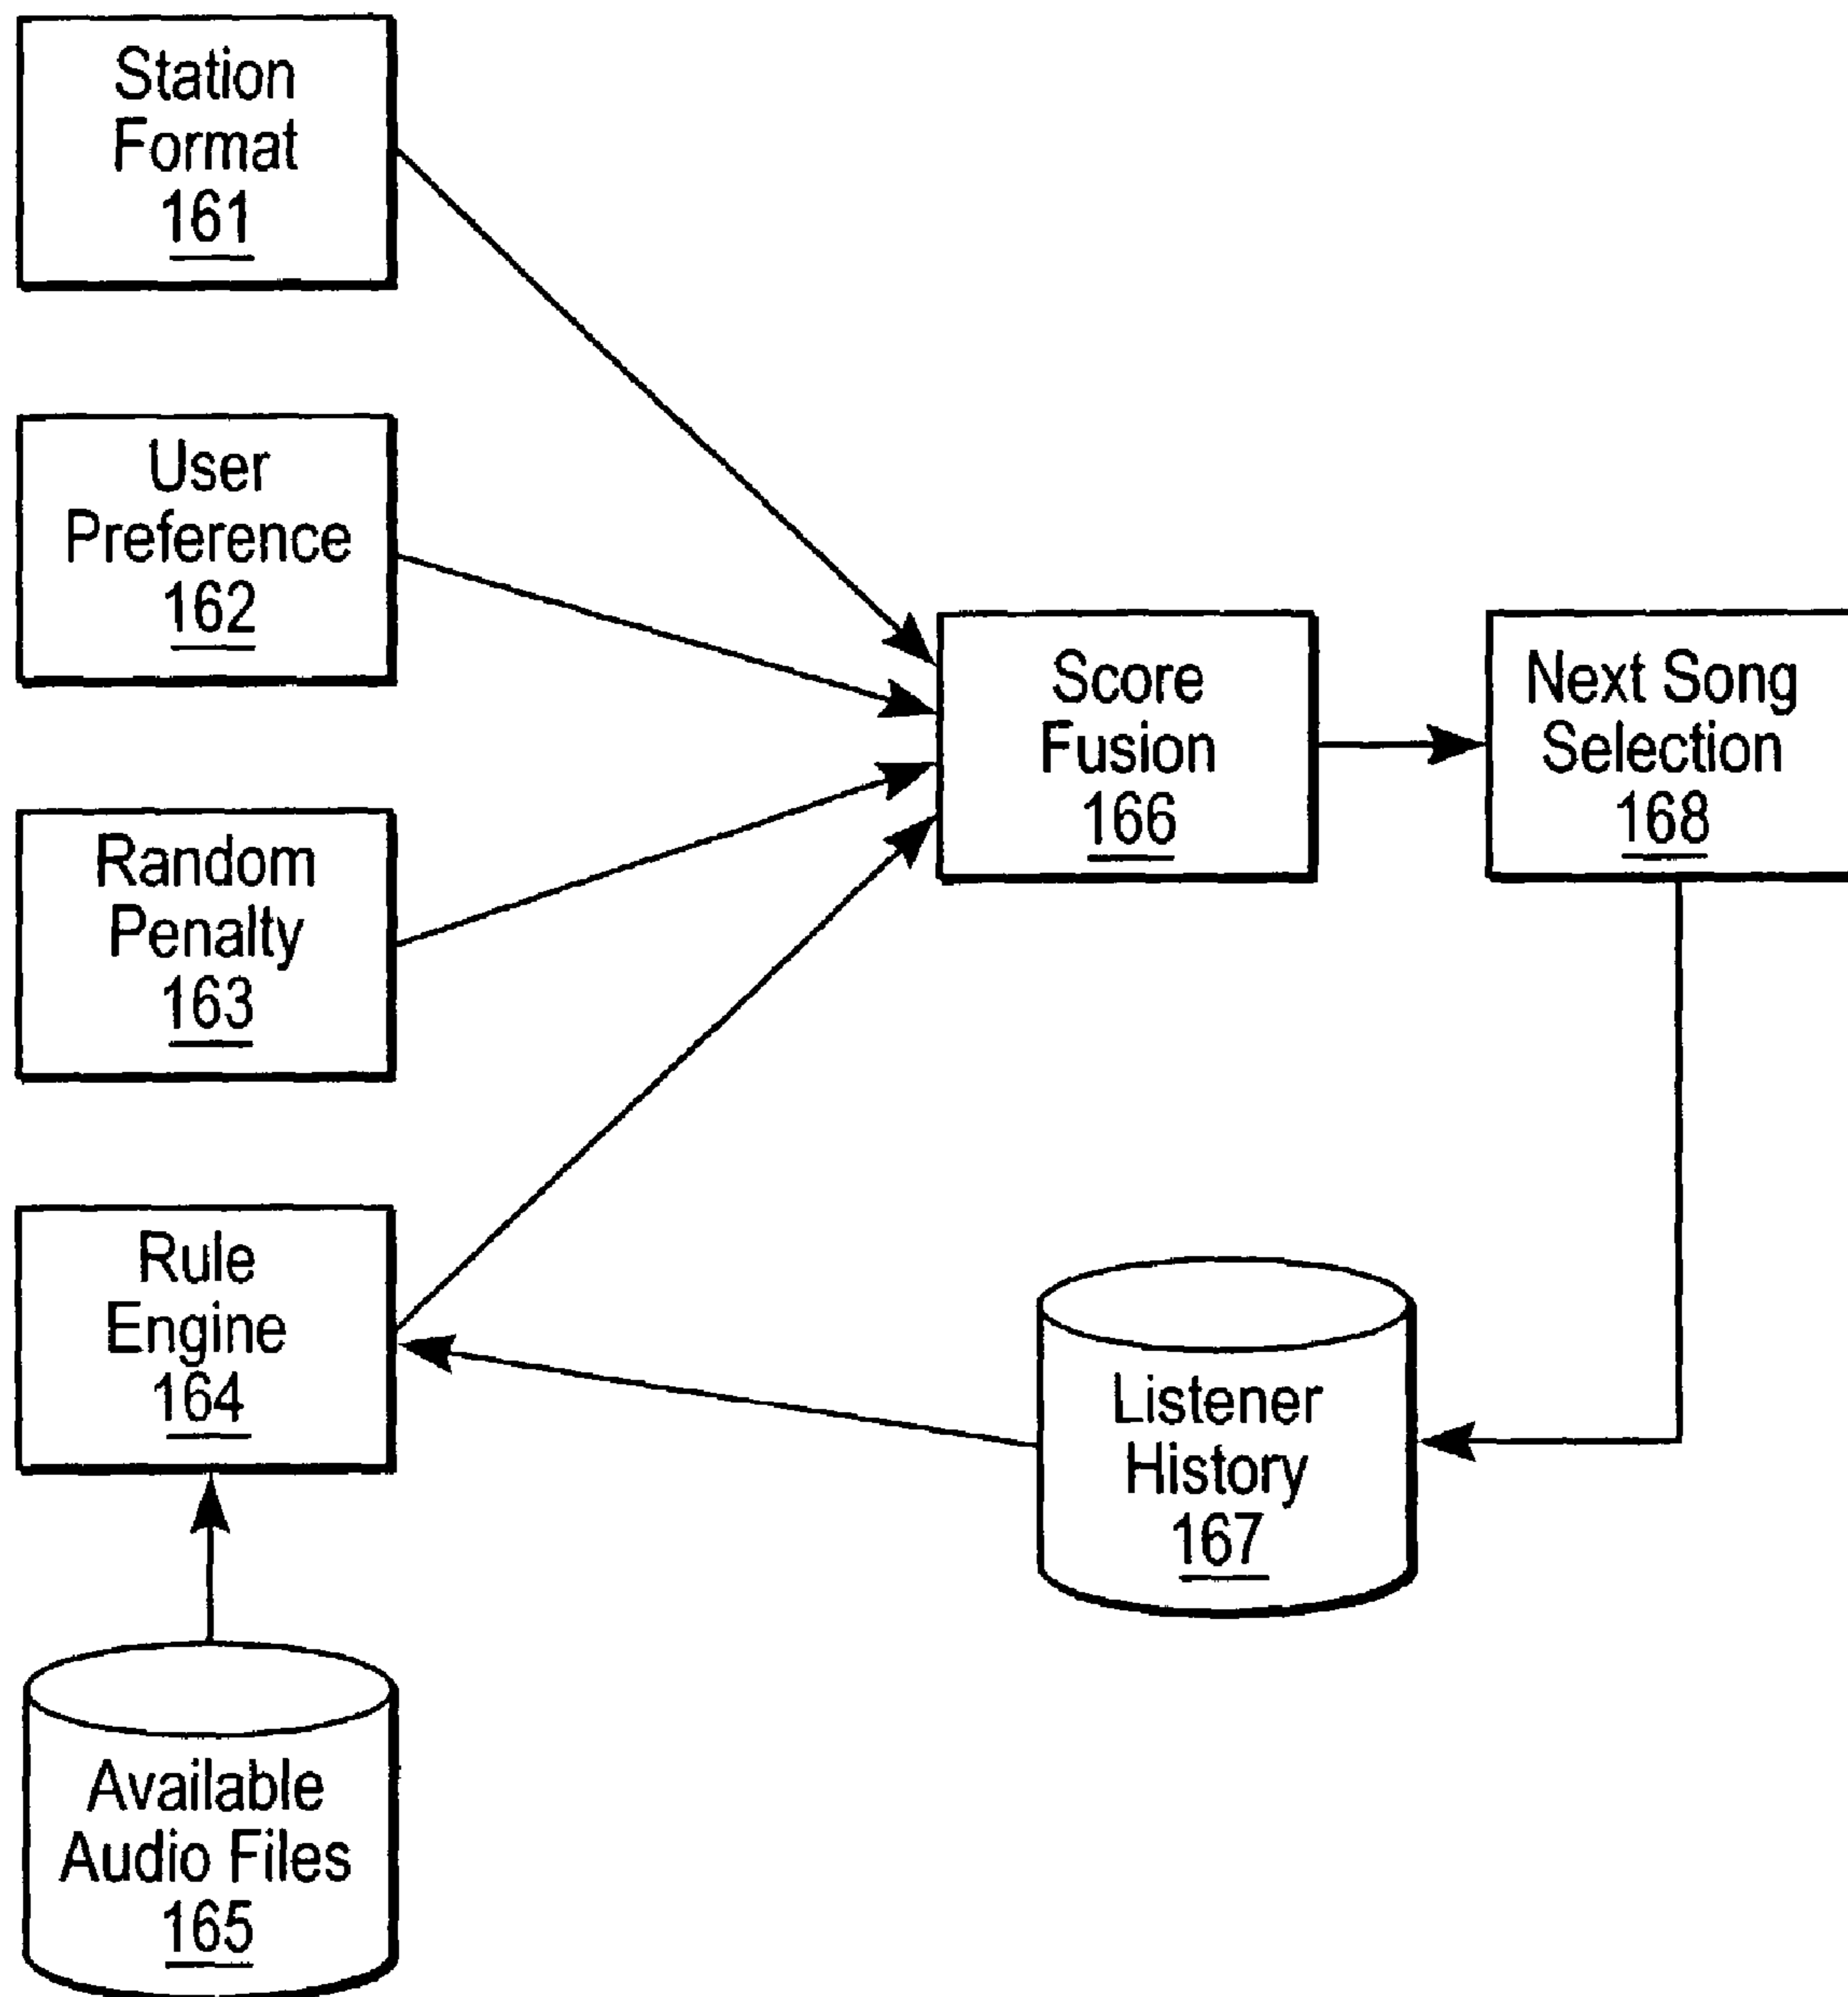 Station
Format
161
User
Preference
162
Random
Penalty
163
Rule
Engine
164
Available
Audio Files
165
Score
Fusion
166
Next Song
Selection
168
Listener
History
167